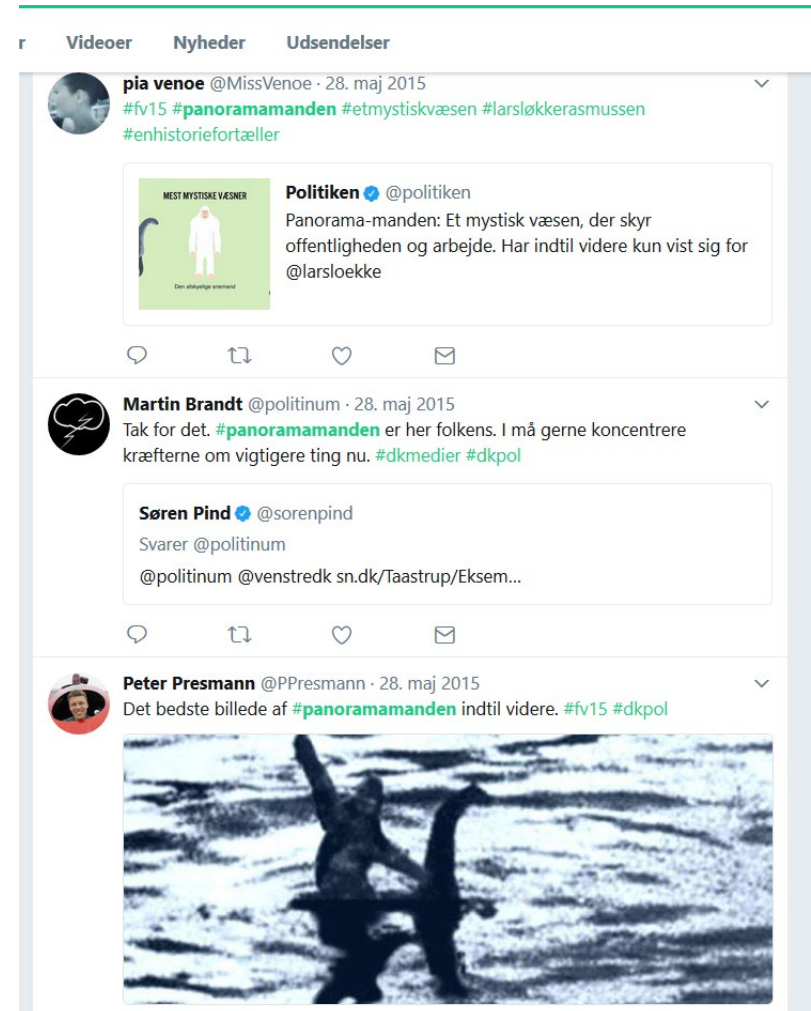 r Videoer Nyheder Udsendelser
pia venoe @MissVenoe · 28. maj 2015
#fv15 #panoramamanden #etmystiskvæsen #larsløkkerasmussen
#enhistoriefortæller
MEST MYSTISKE VÆSNER
Den afskyelige snemand
Politiken @politiken
Panorama-manden: Et mystisk væsen, der skyr
offentligheden og arbejde. Har indtil videre kun vist sig for
@larsloekke
Martin Brandt @politinum · 28. maj 2015
Tak for det. #panoramamanden er her folkens. I må gerne koncentrere
kræfterne om vigtigere ting nu. #dkmedier #dkpol
Søren Pind @sorenpind
Svarer @politinum
@politinum @venstredk sn.dk/Taastrup/Eksem...
Peter Presmann @PPresmann · 28. maj 2015
Det bedste billede af #panoramamanden indtil videre. #fv15 #dkpol